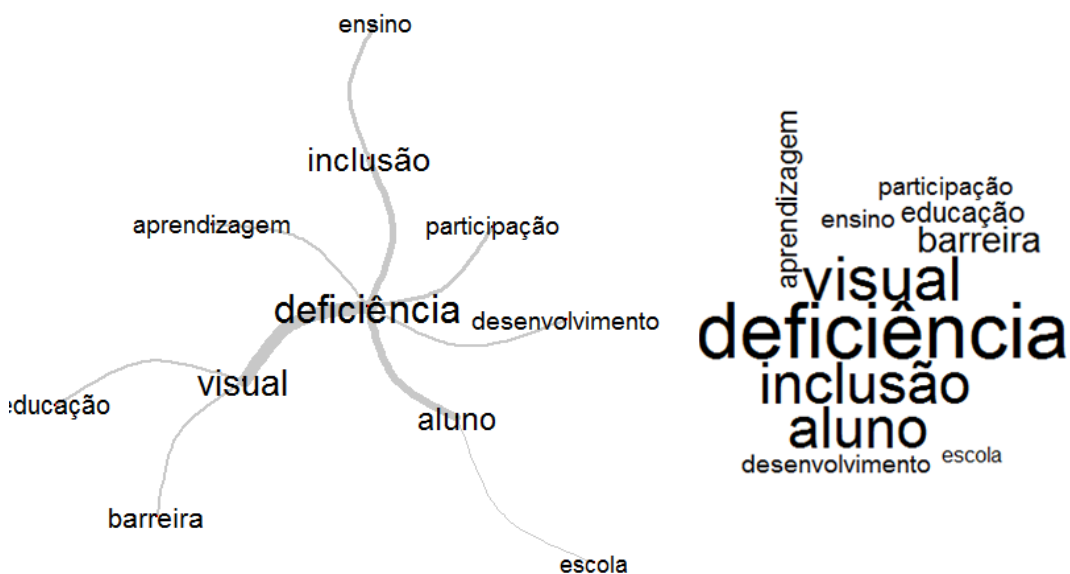 ensino
inclusão
aprendizagem
participação
deficiência
desenvolvimento
visual
educação
aluno
barreira
escola
aprendizagem
participação
ensino
educação
barreira
visual
deficiência
inclusão
aluno
desenvolvimento
escola